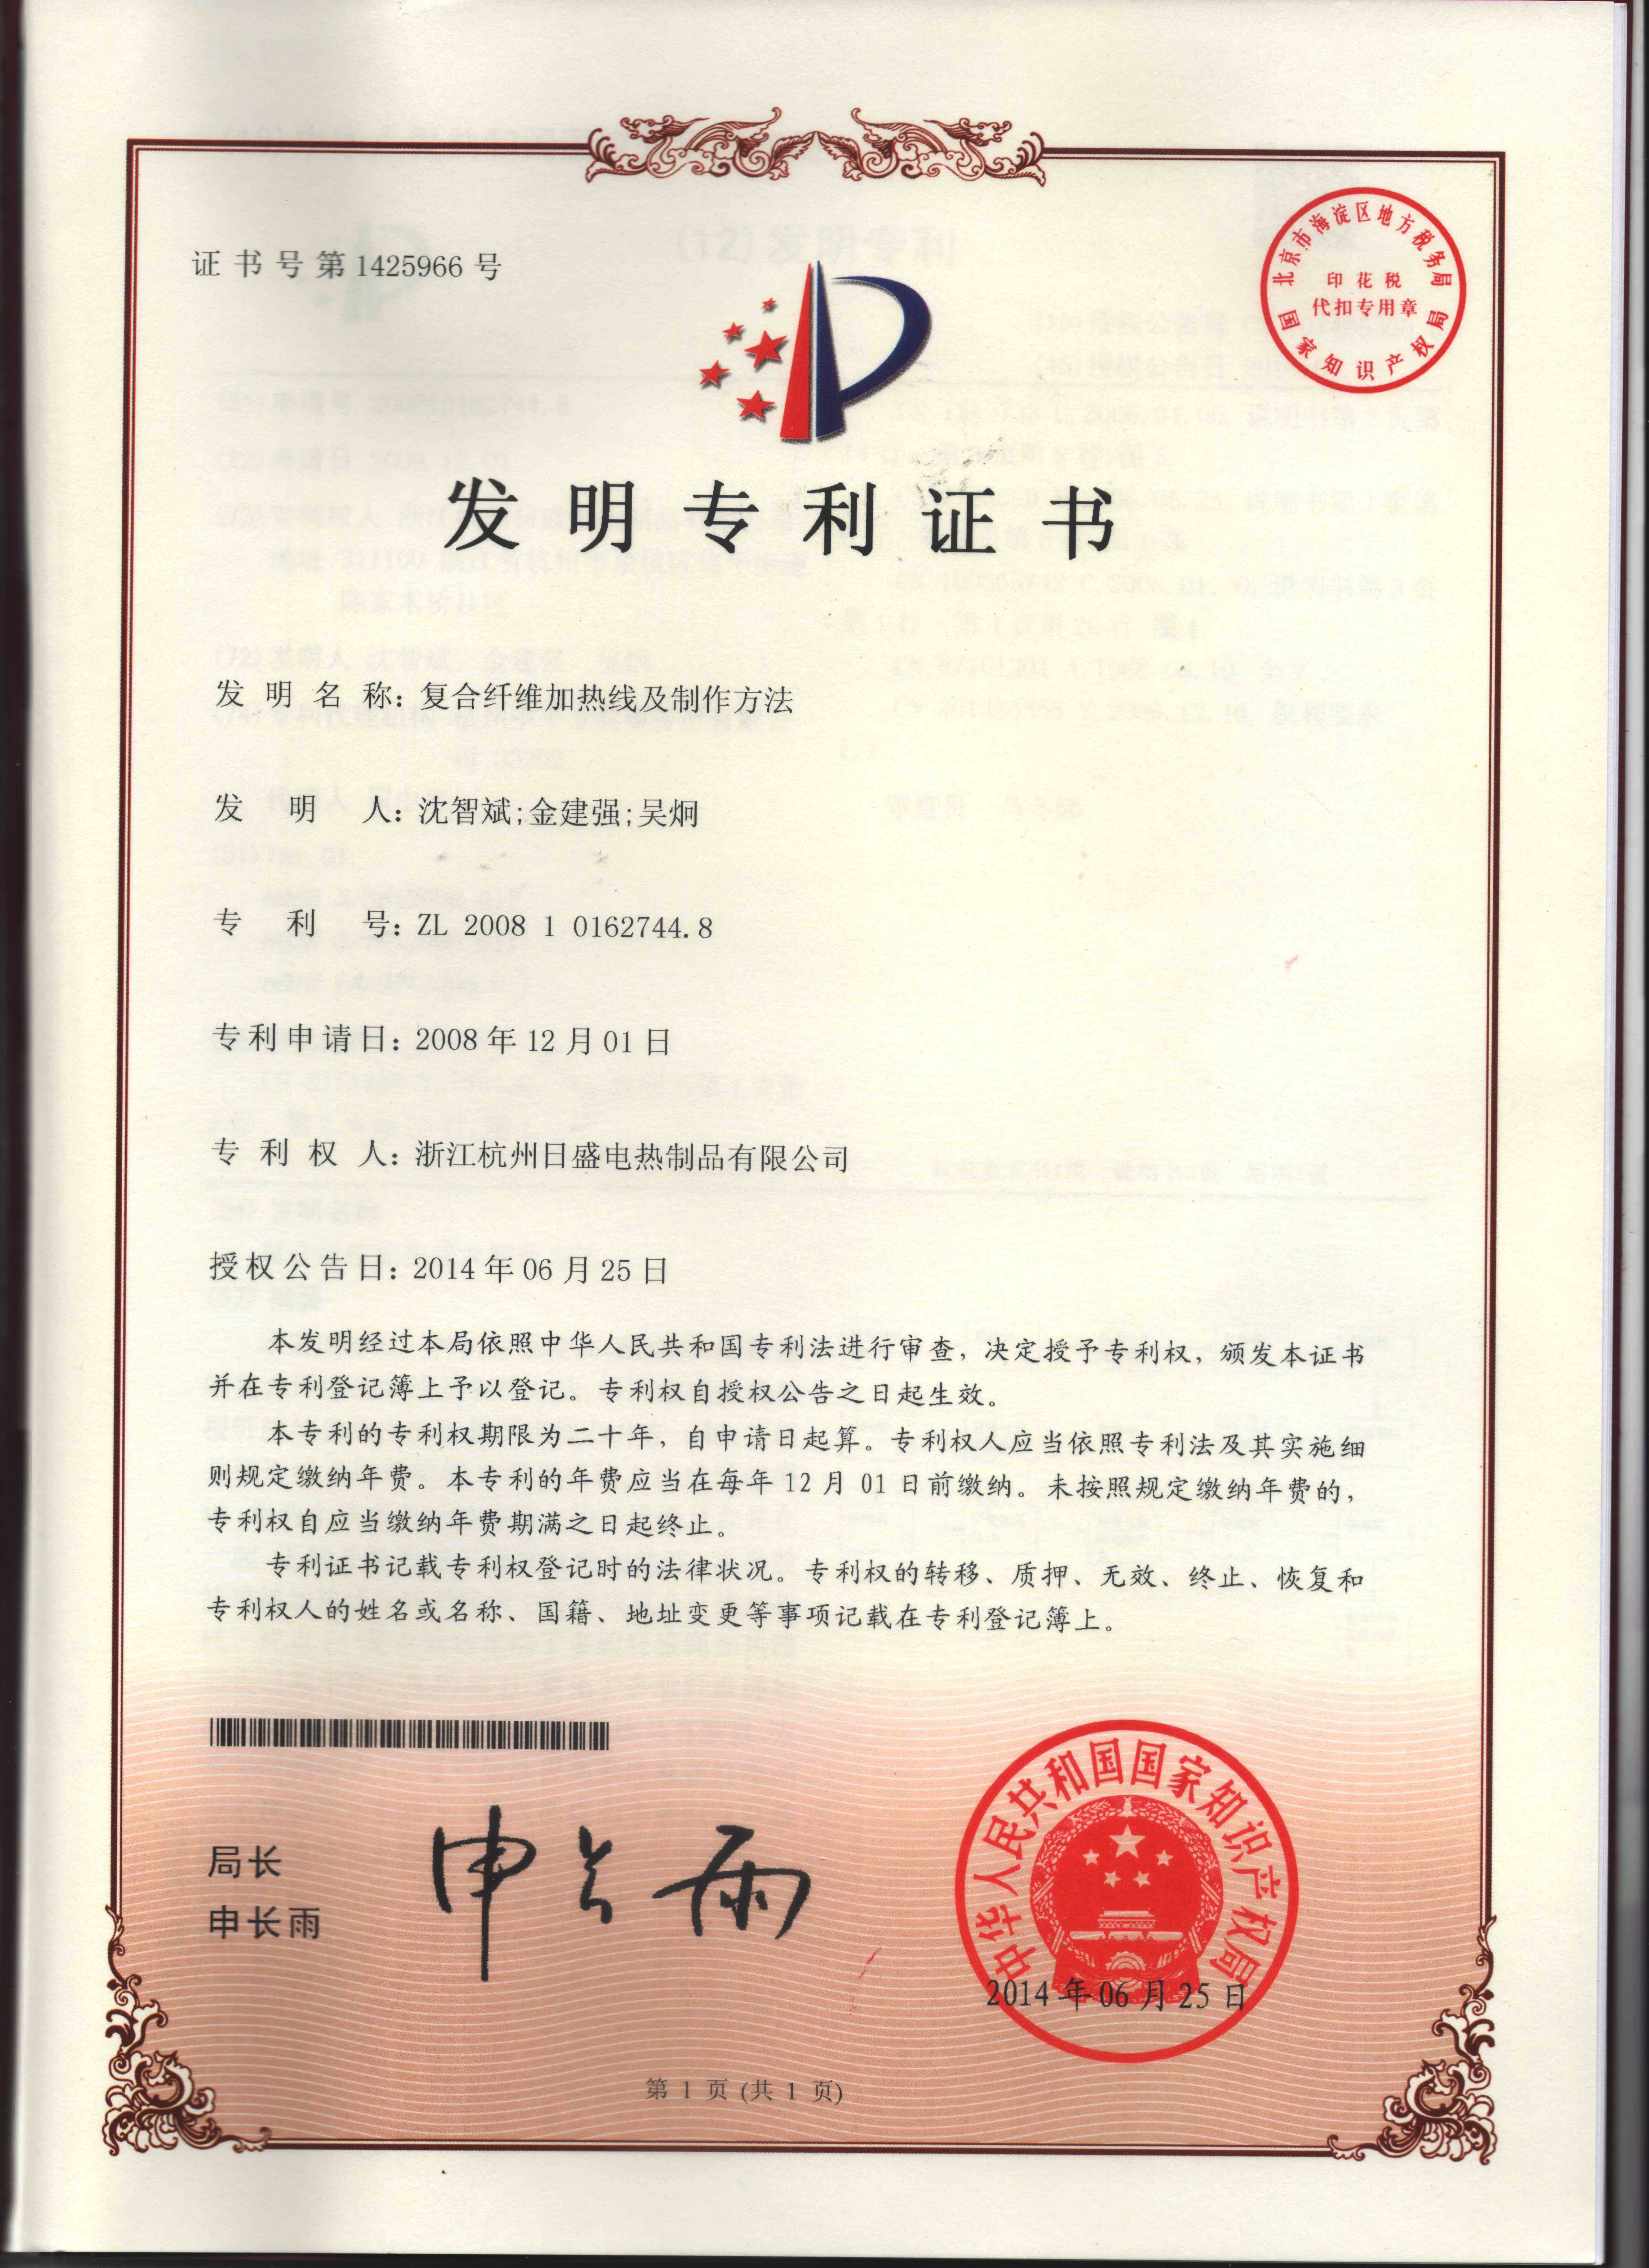 证书号第1425966号
北京市海淀区地方税务局
印花税
代扣专用章
国家知识产权局
发明专利证书
发明名称：复合纤维加热线及制作方法
发明人：沈智斌;金建强;吴炯
专利号：ZL 2008 1 0162744.8
专利申请日：2008年12月01日
专利权人：浙江杭州日盛电热制品有限公司
授权公告日：2014年06月25日
本发明经过本局依照中华人民共和国专利法进行审查，决定授予专利权，颁发本证书
并在专利登记簿上予以登记。专利权自授权公告之日起生效。
本专利的专利权期限为二十年，自申请日起算。专利权人应当依照专利法及其实施细
则规定缴纳年费。本专利的年费应当在每年12月01日前缴纳。未按照规定缴纳年费的，
专利权自应当缴纳年费期满之日起终止。
专利证书记载专利权登记时的法律状况。专利权的转移、质押、无效、终止、恢复和
专利权人的姓名或名称、国籍、地址变更等事项记载在专利登记簿上。
局长
申长雨
申长雨
中华人民共和国国家知识产权局
2014年06月25日
第1页(共1页)